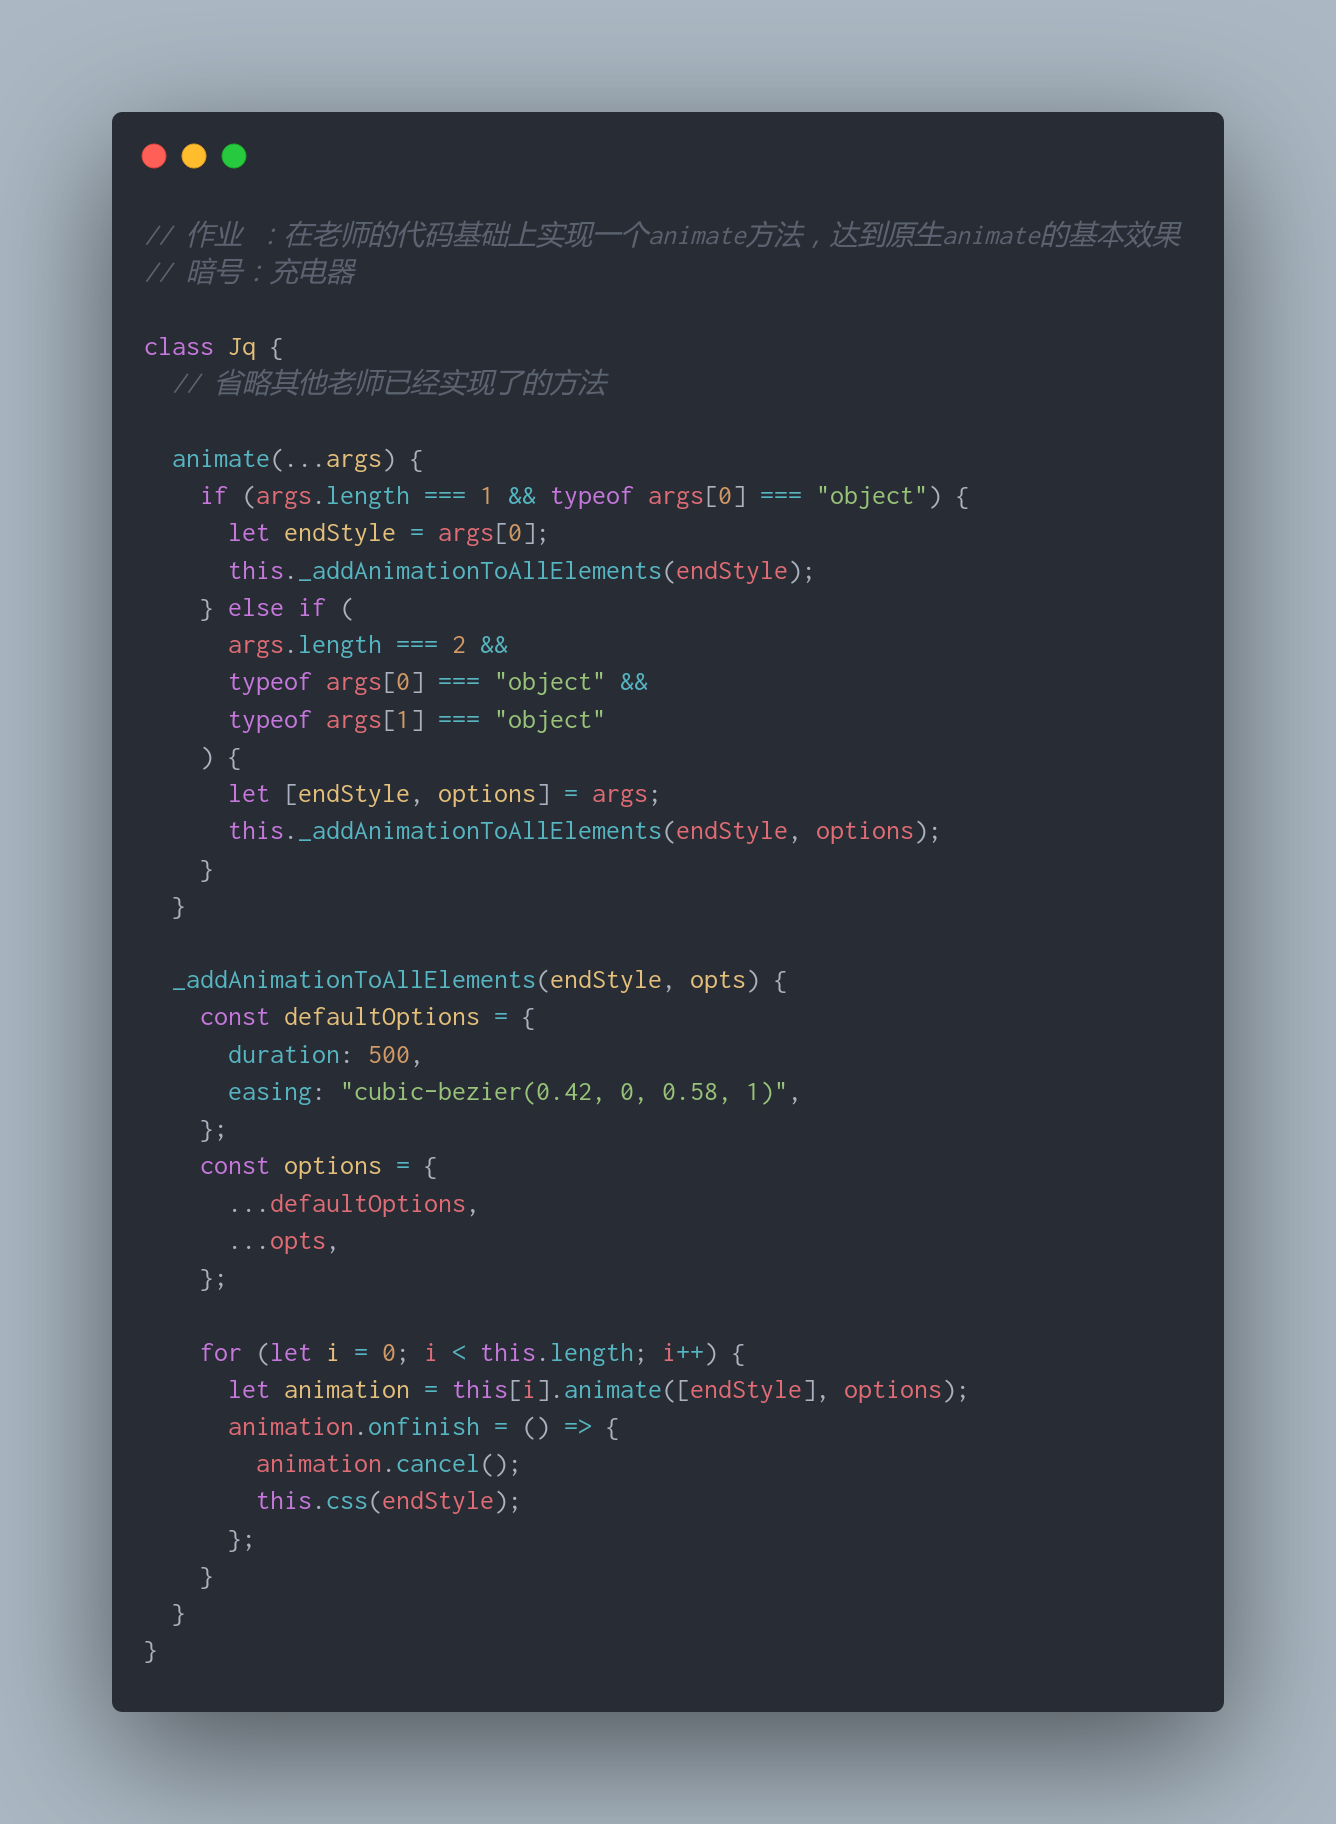 // 作业 ：在老师的代码基础上实现一个animate方法，达到原生animate的基本效果
// 暗号：充电器
class Jq {
// 省略其他老师已经实现了的方法
animate(...args) {
if (args.length === 1 && typeof args[0] === "object") {
let endStyle = args[0];
this._addAnimationToAllElements(endStyle);
} else if (
args.length === 2 &&
typeof args[0] === "object" &&
typeof args[1] === "object"
) {
let [endStyle, options] = args;
this._addAnimationToAllElements(endStyle, options);
}
}
_addAnimationToAllElements(endStyle, opts) {
const defaultOptions = {
duration: 500,
easing: "cubic-bezier(0.42, 0, 0.58, 1)",
};
const options = {
...defaultOptions,
...opts,
};
for (let i = 0; i < this.length; i++) {
let animation = this[i].animate([endStyle], options);
animation.onfinish = () => {
animation.cancel();
this.css(endStyle);
};
}
}
}